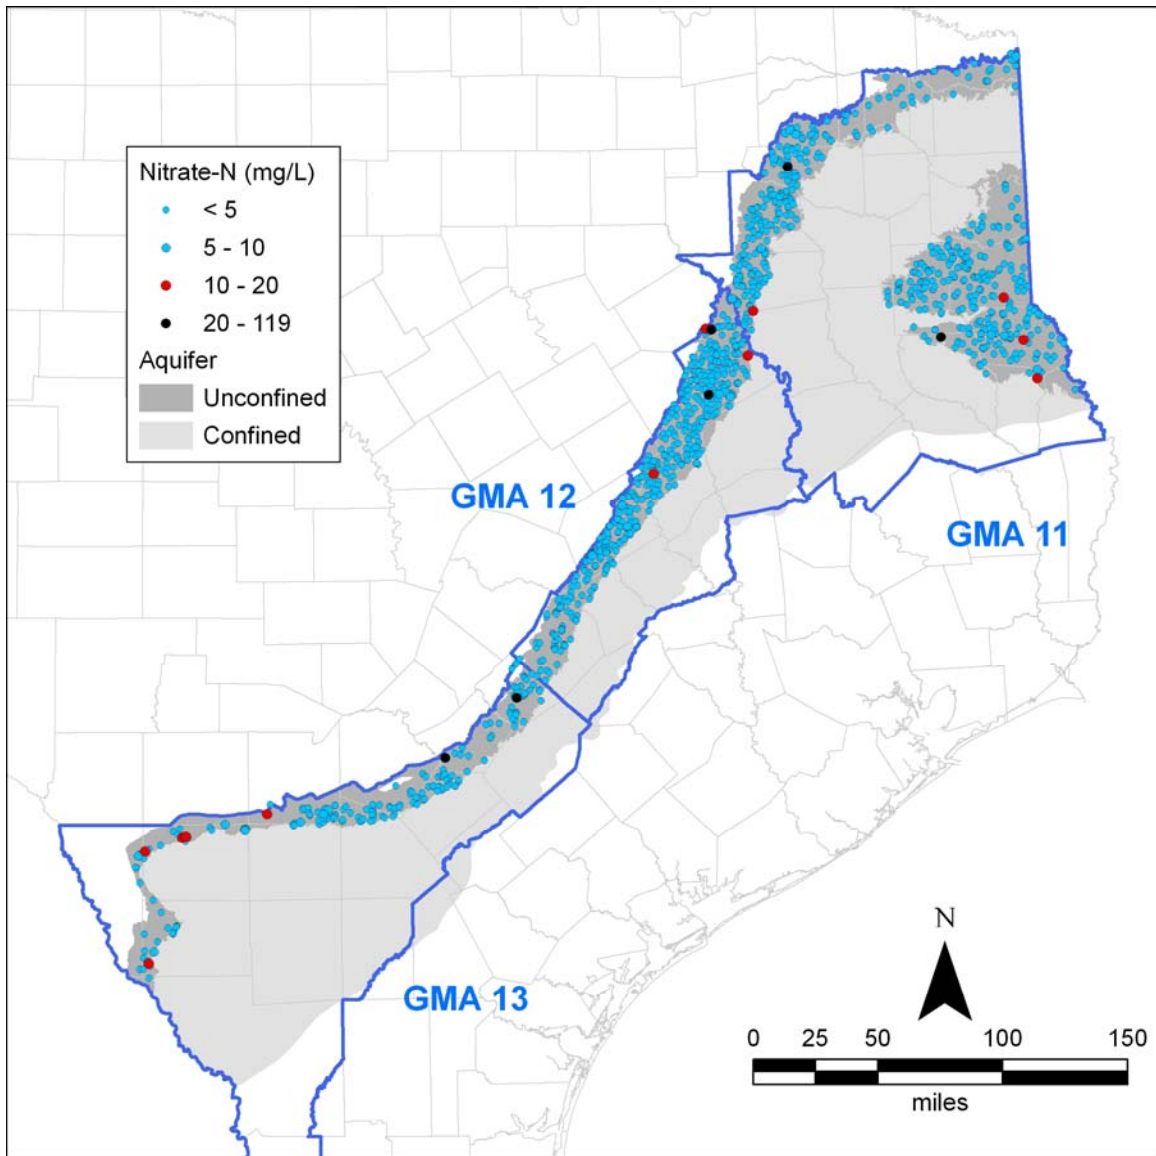 Nitrate-N (mg/L)
< 5
5 - 10
10 - 20
20 - 119
Aquifer
Unconfined
Confined
GMA 12
GMA 11
GMA 13
N
0 25 50 100 150
miles